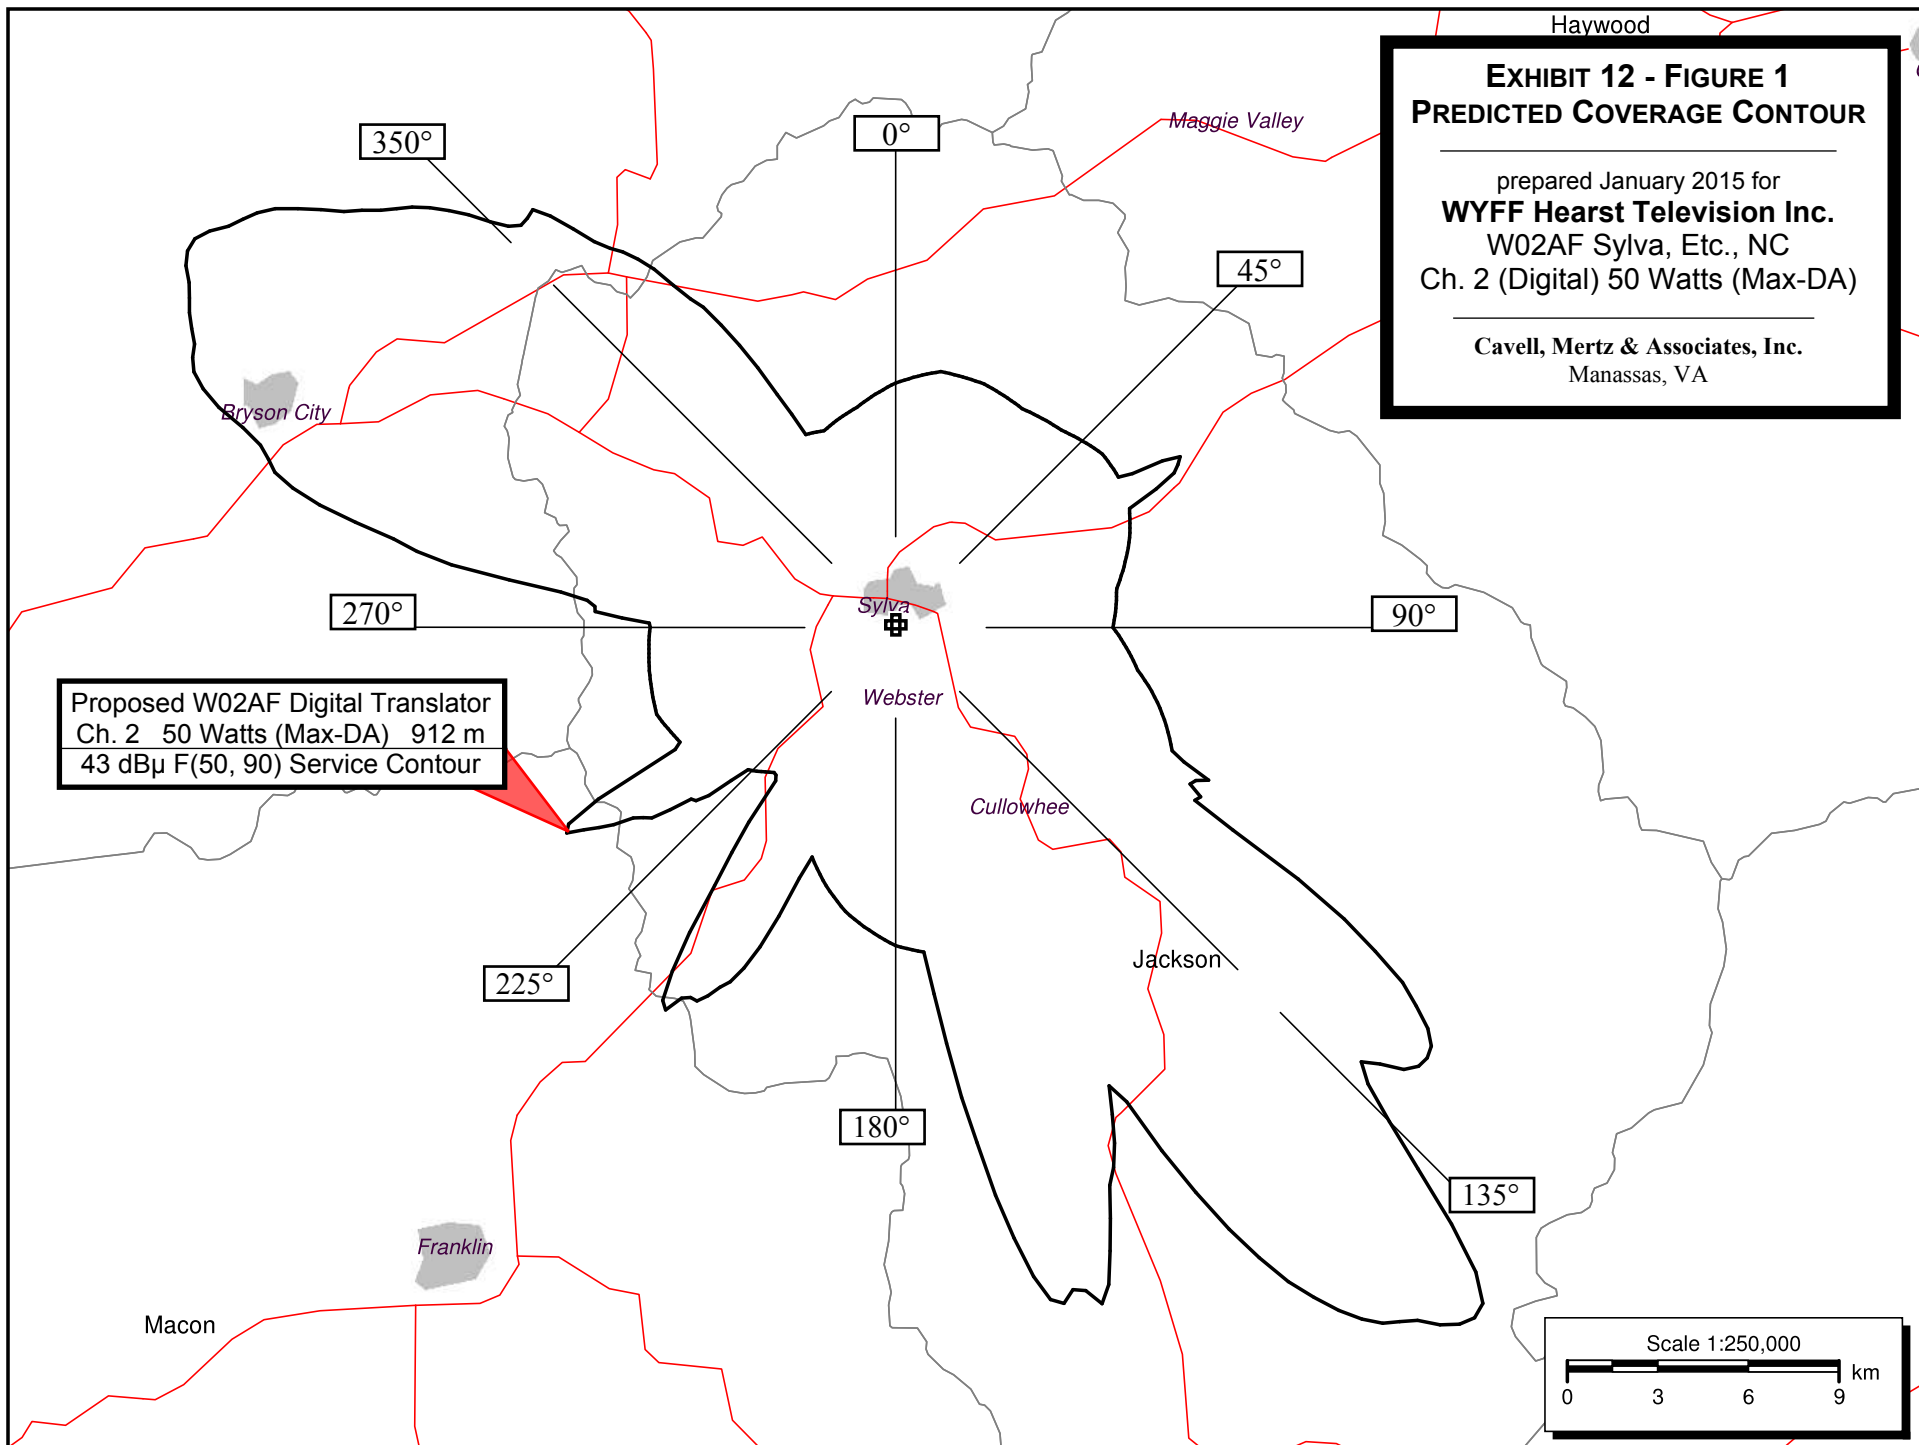 Haywood
EXHIBIT 12 - FIGURE 1
PREDICTED COVERAGE CONTOUR
prepared January 2015 for
WYFF Hearst Television Inc.
W02AF Sylva, Etc., NC
Ch. 2 (Digital) 50 Watts (Max-DA)
Cavell, Mertz & Associates, Inc.
Manassas, VA
Maggie Valley
350°
0°
45°
Bryson City
270°
Sylva
90°
Webster
Proposed W02AF Digital Translator
Ch. 2 50 Watts (Max-DA) 912 m
43 dBµ F(50, 90) Service Contour
Cullowhee
Jackson
225°
180°
135°
Franklin
Macon
Scale 1:250,000
km
0 3 6 9